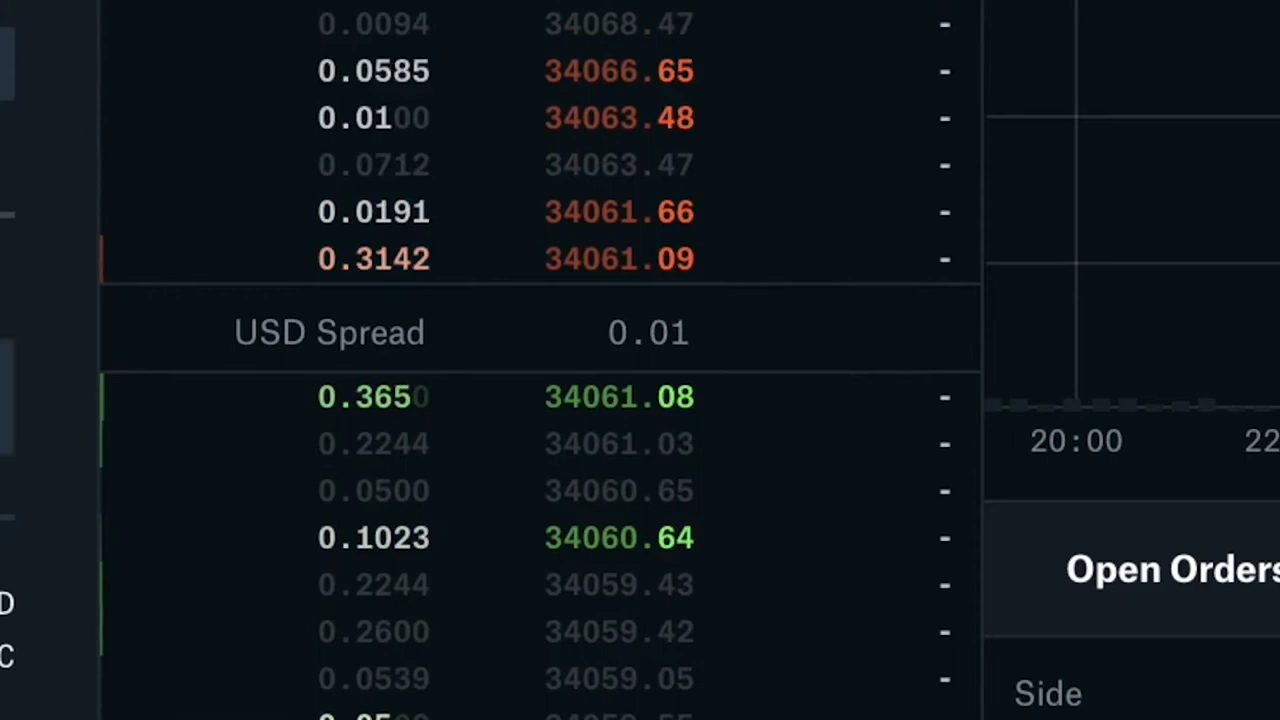 0.0094 34068.47 -
0.0585 34066.65 -
0.0100 34063.48 -
0.0712 34063.47 -
0.0191 34061.66 -
0.3142 34061.09 -
USD Spread 0.01
0.3650 34061.08 -
0.2244 34061.03 -
20:00 22
0.0500 34060.65 -
0.1023 34060.64 -
Open Orders
0.2244 34059.43 -
D
0.2600 34059.42 -
C
0.0539 34059.05 -
Side